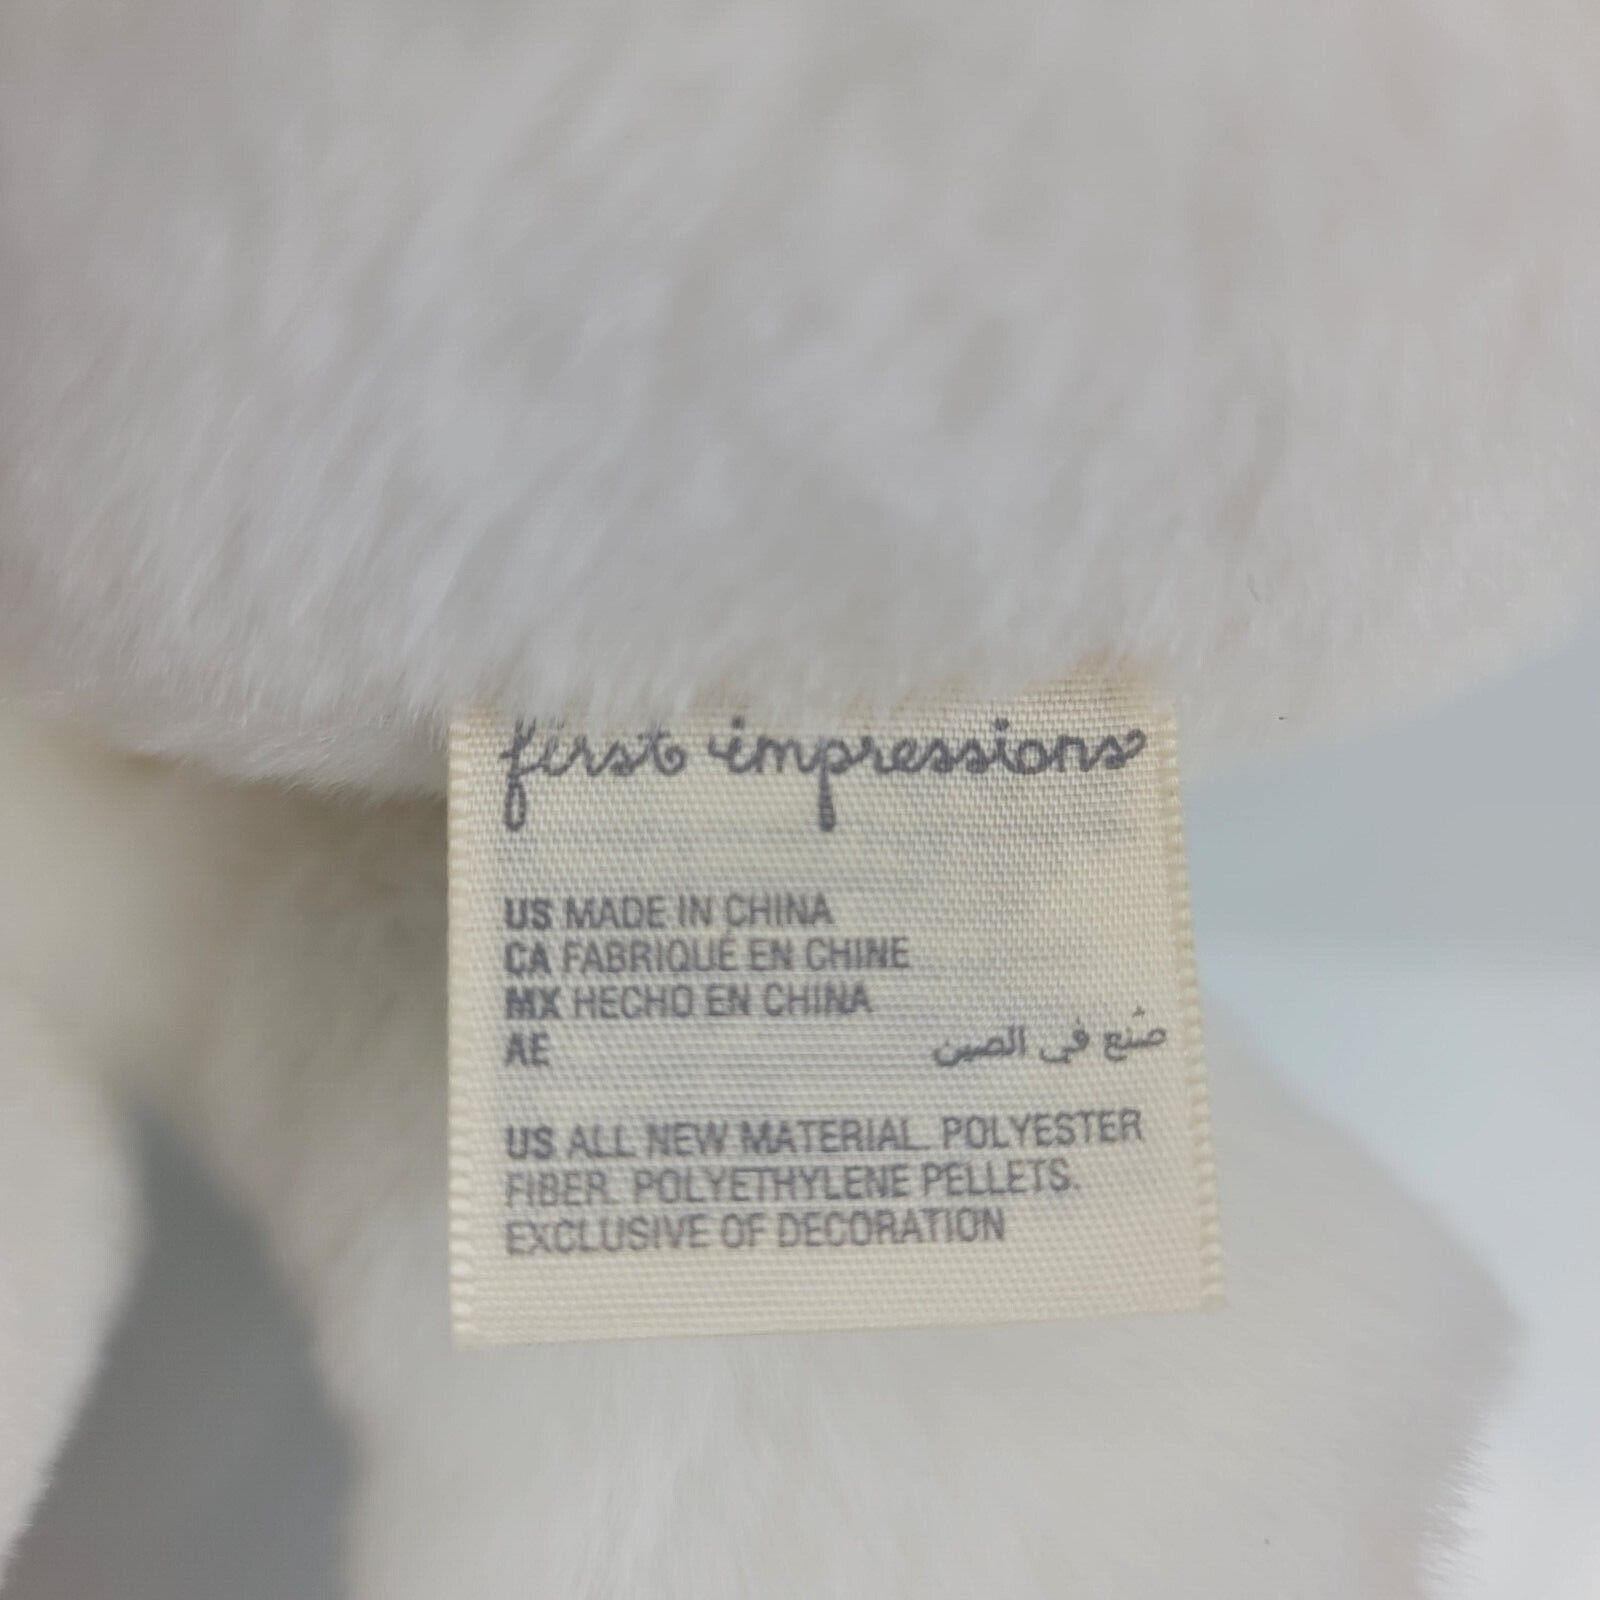 first impressions
US MADE IN CHINA
CA FABRIQUÉ EN CHINE
MX HECHO EN CHINA
AE صُنع في الصين
US ALL NEW MATERIAL. POLYESTER
FIBER. POLYETHYLENE PELLETS.
EXCLUSIVE OF DECORATION